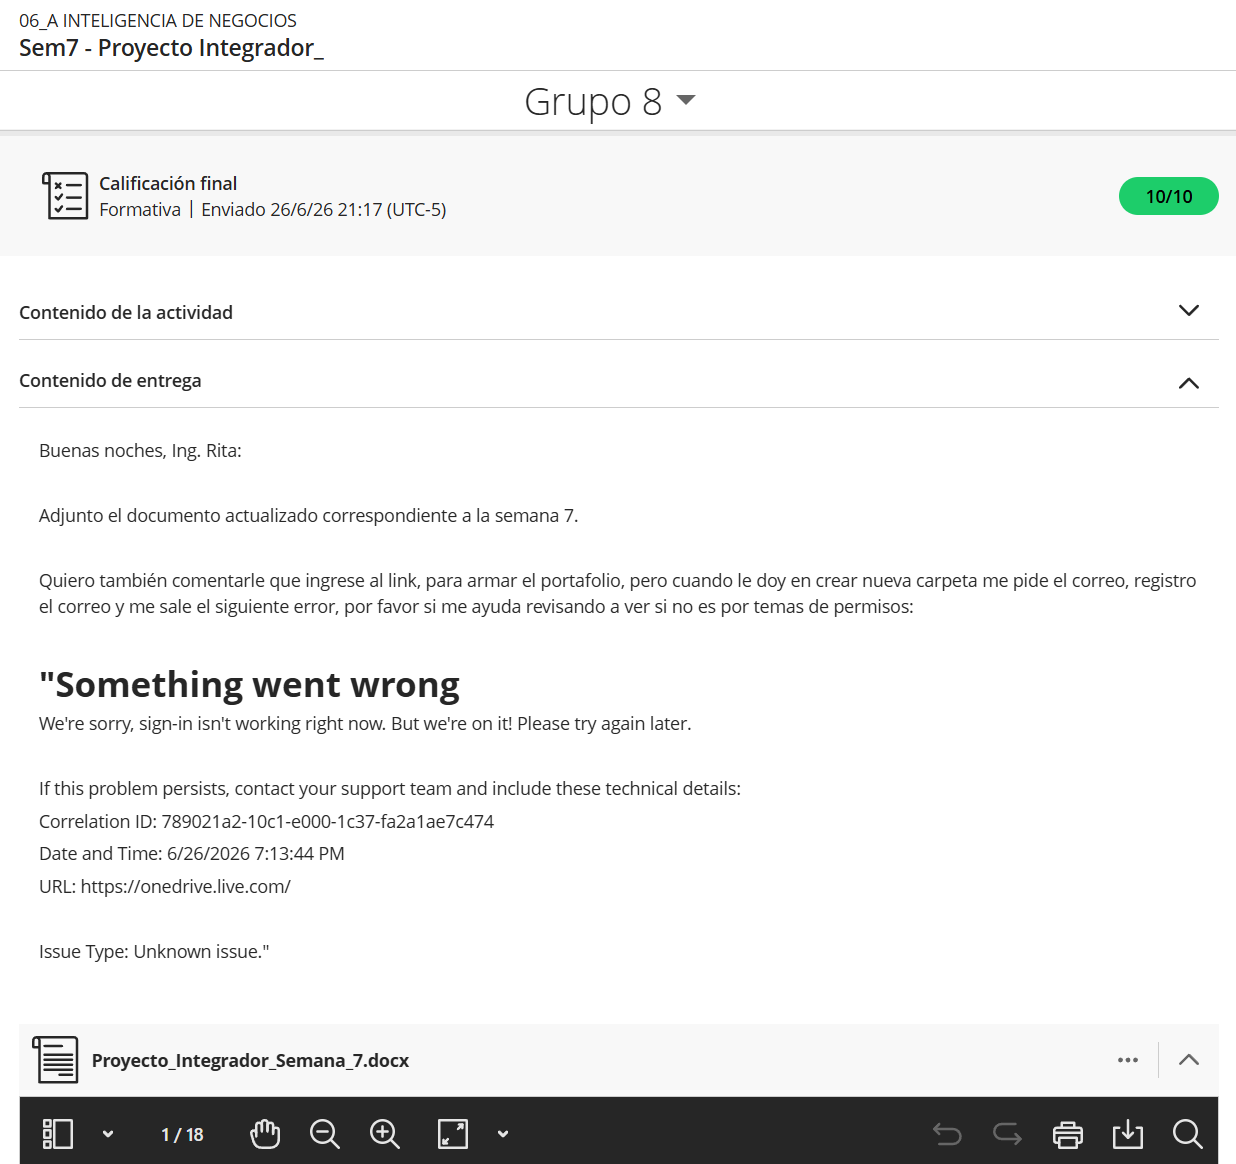 06_A INTELIGENCIA DE NEGOCIOS
Sem7 - Proyecto Integrador_
Grupo 8
Calificación final
Formativa | Enviado 26/6/26 21:17 (UTC-5)
10/10
Contenido de la actividad
Contenido de entrega
Buenas noches, Ing. Rita:
Adjunto el documento actualizado correspondiente a la semana 7.
Quiero también comentarle que ingrese al link, para armar el portafolio, pero cuando le doy en crear nueva carpeta me pide el correo, registro
el correo y me sale el siguiente error, por favor si me ayuda revisando a ver si no es por temas de permisos:
"Something went wrong
We're sorry, sign-in isn't working right now. But we're on it! Please try again later.
If this problem persists, contact your support team and include these technical details:
Correlation ID: 789021a2-10c1-e000-1c37-fa2a1ae7c474
Date and Time: 6/26/2026 7:13:44 PM
URL: https://onedrive.live.com/
Issue Type: Unknown issue."
Proyecto_Integrador_Semana_7.docx
1 / 18